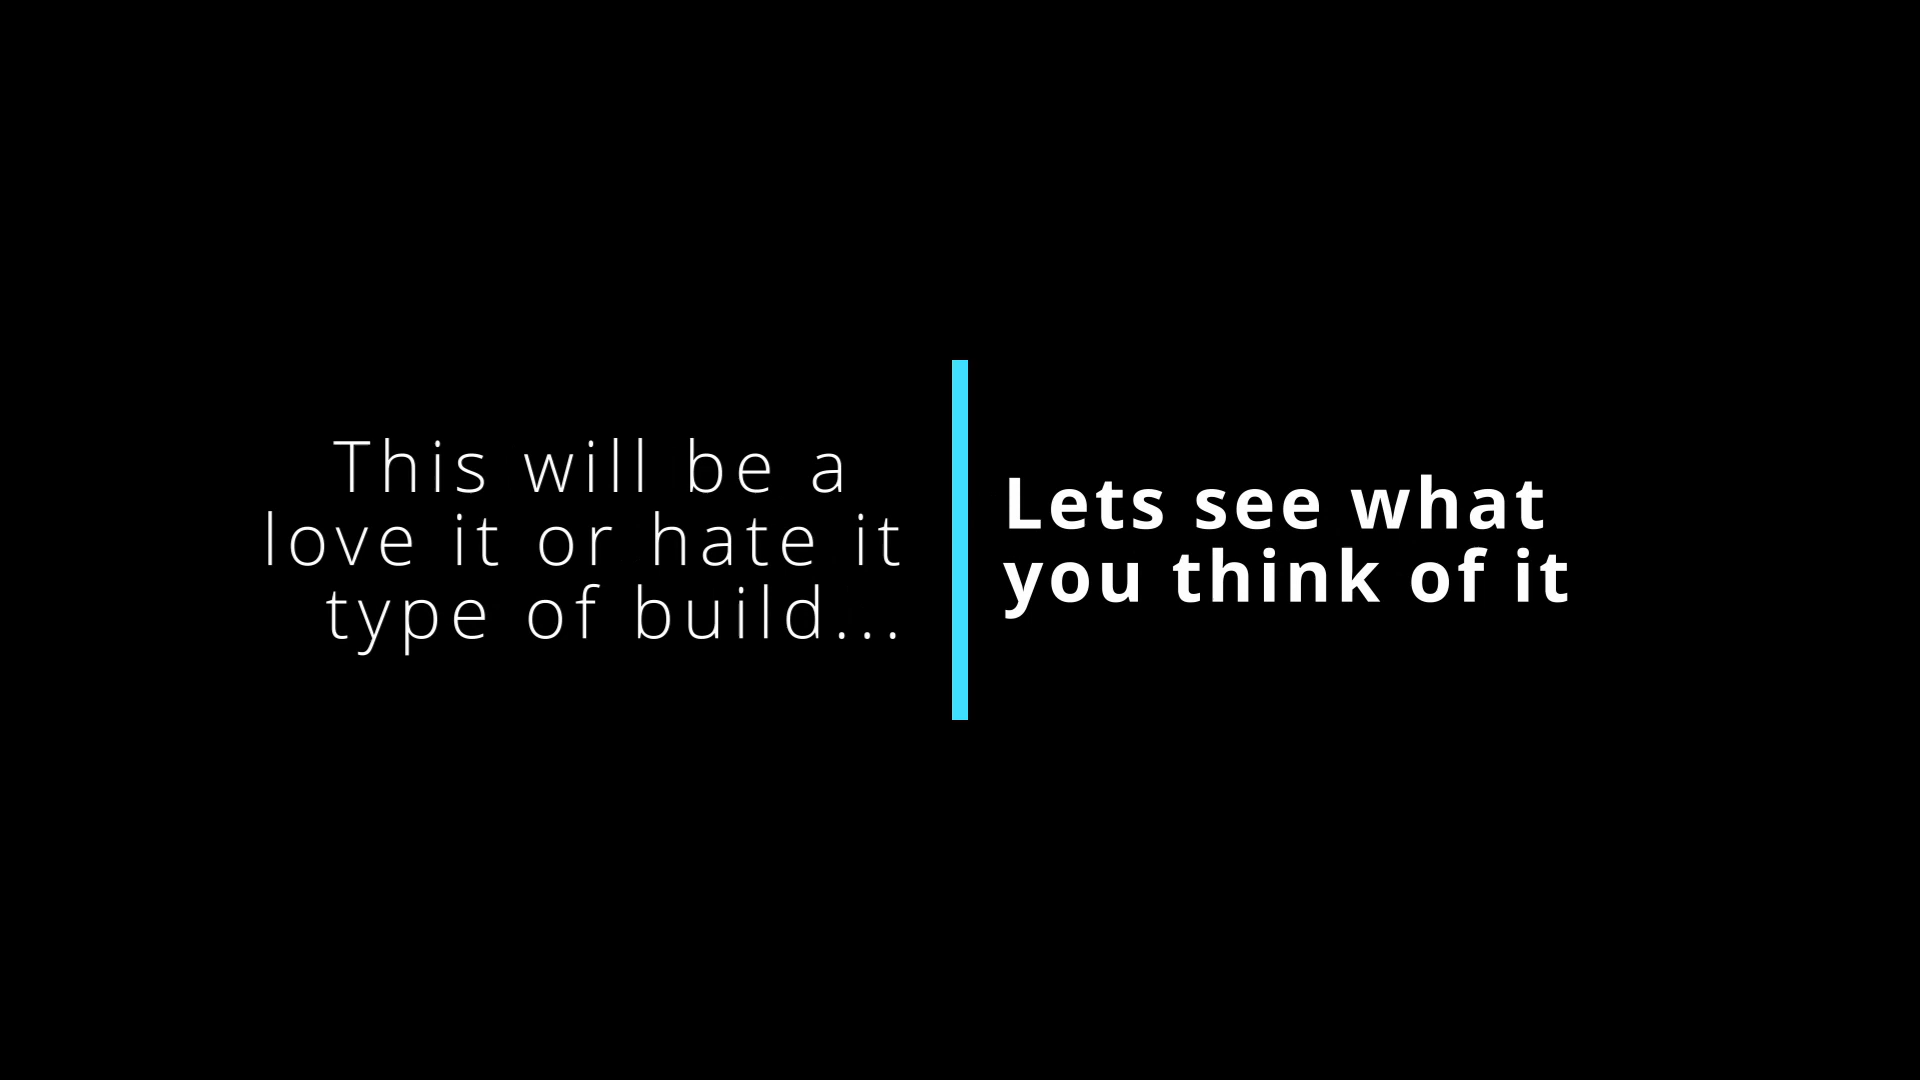 This will be a
love it or hate it
type of build...
Lets see what
you think of it